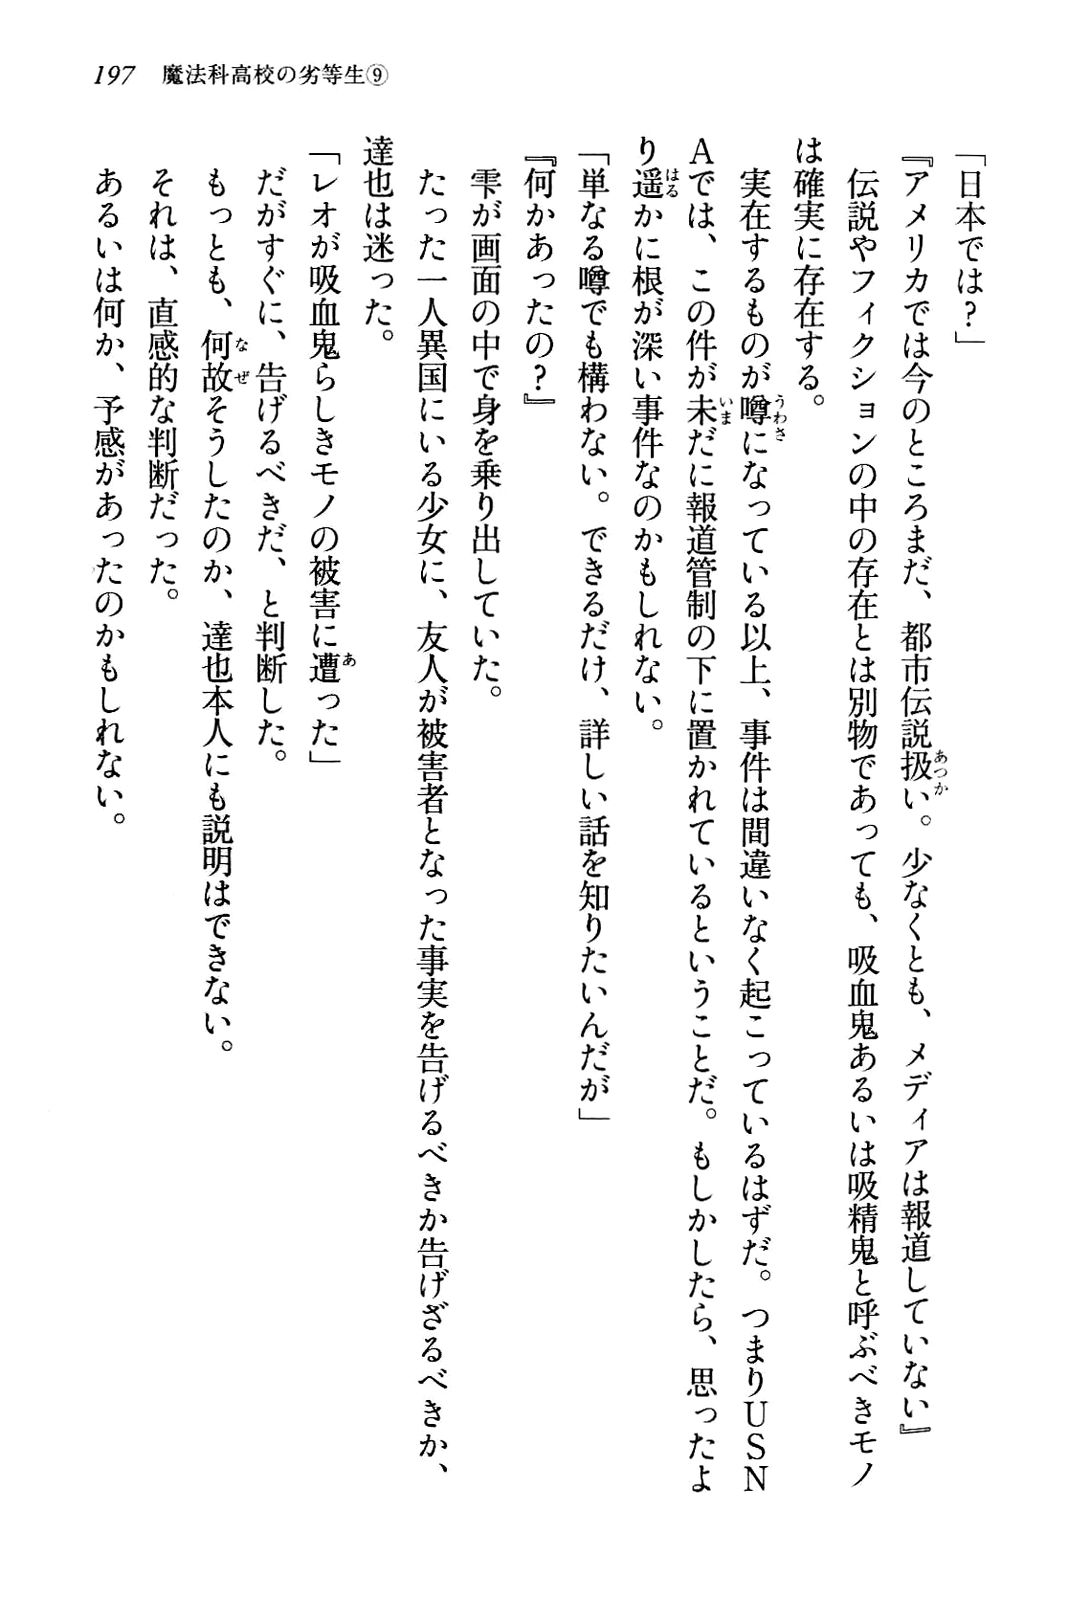 197 魔法科高校の劣等生⑨
「日本では？」
『アメリカでは今のところまだ、都市伝説扱い。少なくとも、メディアは報道していない』
伝説やフィクションの中の存在とは別物であっても、吸血鬼あるいは吸精鬼と呼ぶべきモノ
は確実に存在する。
実在するものが噂になっている以上、事件は間違いなく起こっているはずだ。つまりＵＳＮ
Ａでは、この件が未だに報道管制の下に置かれているということだ。もしかしたら、思ったよ
り遥かに根が深い事件なのかもしれない。
「単なる噂でも構わない。できるだけ、詳しい話を知りたいんだが」
『何かあったの？』
雫が画面の中で身を乗り出していた。
たった一人異国にいる少女に、友人が被害者となった事実を告げるべきか告げざるべきか、
達也は迷った。
「レオが吸血鬼らしきモノの被害に遭った」
だがすぐに、告げるべきだ、と判断した。
もっとも、何故そうしたのか、達也本人にも説明はできない。
それは、直感的な判断だった。
あるいは何か、予感があったのかもしれない。